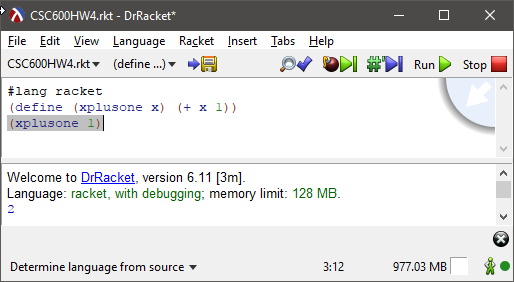 CSC600HW4.rkt - DrRacket*
File Edit View Language Racket Insert Tabs Help
CSC600HW4.rkt▾ (define ...)▾ Run Stop
#lang racket
(define (xplusone x) (+ x 1))
(xplusone 1)
Welcome to DrRacket, version 6.11 [3m].
Language: racket, with debugging; memory limit: 128 MB.
2
Determine language from source▾ 3:12 977.03 MB